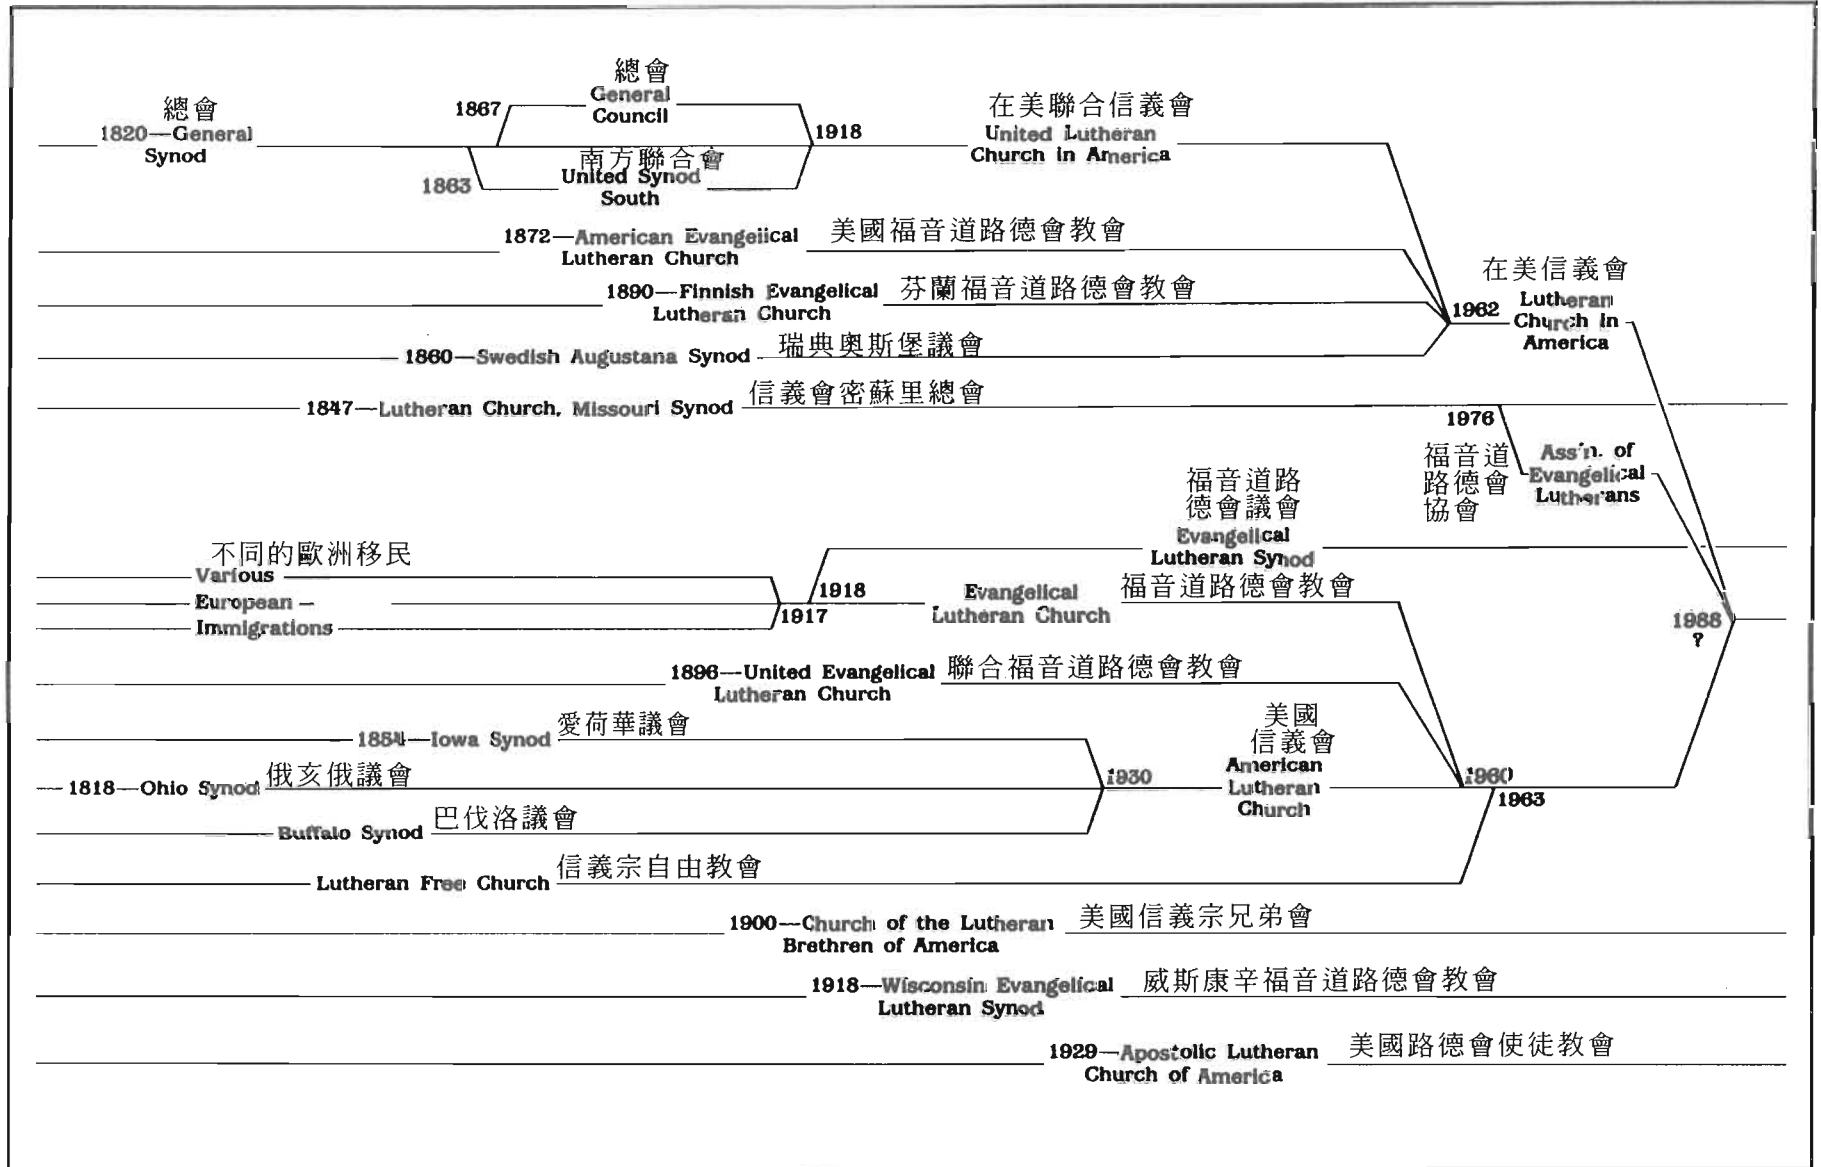 總會
1820—General
Synod
1867
總會
General
Council
1863
南方聯合會
United Synod
South
1918
在美聯合信義會
United Lutheran
Church in America
1872—American Evangelical
Lutheran Church
美國福音道路德會教會
1890—Finnish Evangelical
Lutheran Church
芬蘭福音道路德會教會
1860—Swedish Augustana Synod
瑞典奧斯堡議會
1962
在美信義會
Lutheran
Church in
America
1847—Lutheran Church, Missouri Synod
信義會密蘇里總會
1976
福音道
路德會
協會
Ass'n. of
Evangelical
Lutherans
不同的歐洲移民
Various
European —
Immigrations
1917
1918
福音道路
德會議會
Evangelical
Lutheran Synod
Evangelical
Lutheran Church
福音道路德會教會
1988
?
1896—United Evangelical
Lutheran Church
聯合福音道路德會教會
1854—Iowa Synod
愛荷華議會
1818—Ohio Synod
俄亥俄議會
Buffalo Synod
巴伐洛議會
1930
美國
信義會
American
Lutheran
Church
1960
1963
Lutheran Free Church
信義宗自由教會
1900—Church of the Lutheran
Brethren of America
美國信義宗兄弟會
1918—Wisconsin Evangelical
Lutheran Synod
威斯康辛福音道路德會教會
1929—Apostolic Lutheran
Church of America
美國路德會使徒教會